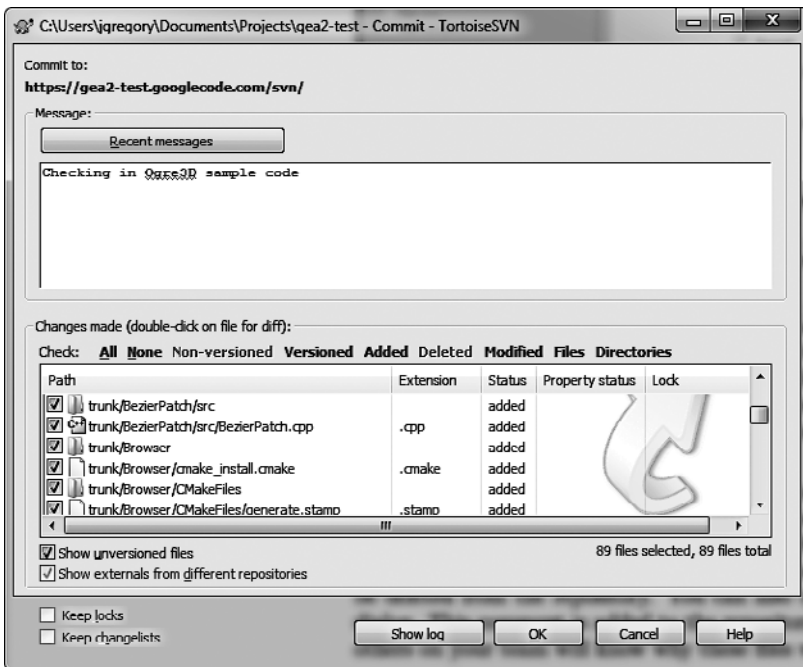 C:\Users\jgregory\Documents\Projects\gea2-test - Commit - TortoiseSVN
Commit to:
https://gea2-test.googlecode.com/svn/
Message:
Recent messages
Checking in Ogre3D sample code
Changes made (double-click on file for diff):
Check: All None Non-versioned Versioned Added Deleted Modified Files Directories
Path Extension Status Property status Lock
trunk/BezierPatch/src added
trunk/BezierPatch/src/BezierPatch.cpp .cpp added
trunk/Browser added
trunk/Browser/cmake_install.cmake .cmake added
trunk/Browser/CMakeFiles added
trunk/Browser/CMakeFiles/generate.stamp .stamp added
Show unversioned files
89 files selected, 89 files total
Show externals from different repositories
Keep locks
Keep changelists
Show log OK Cancel Help